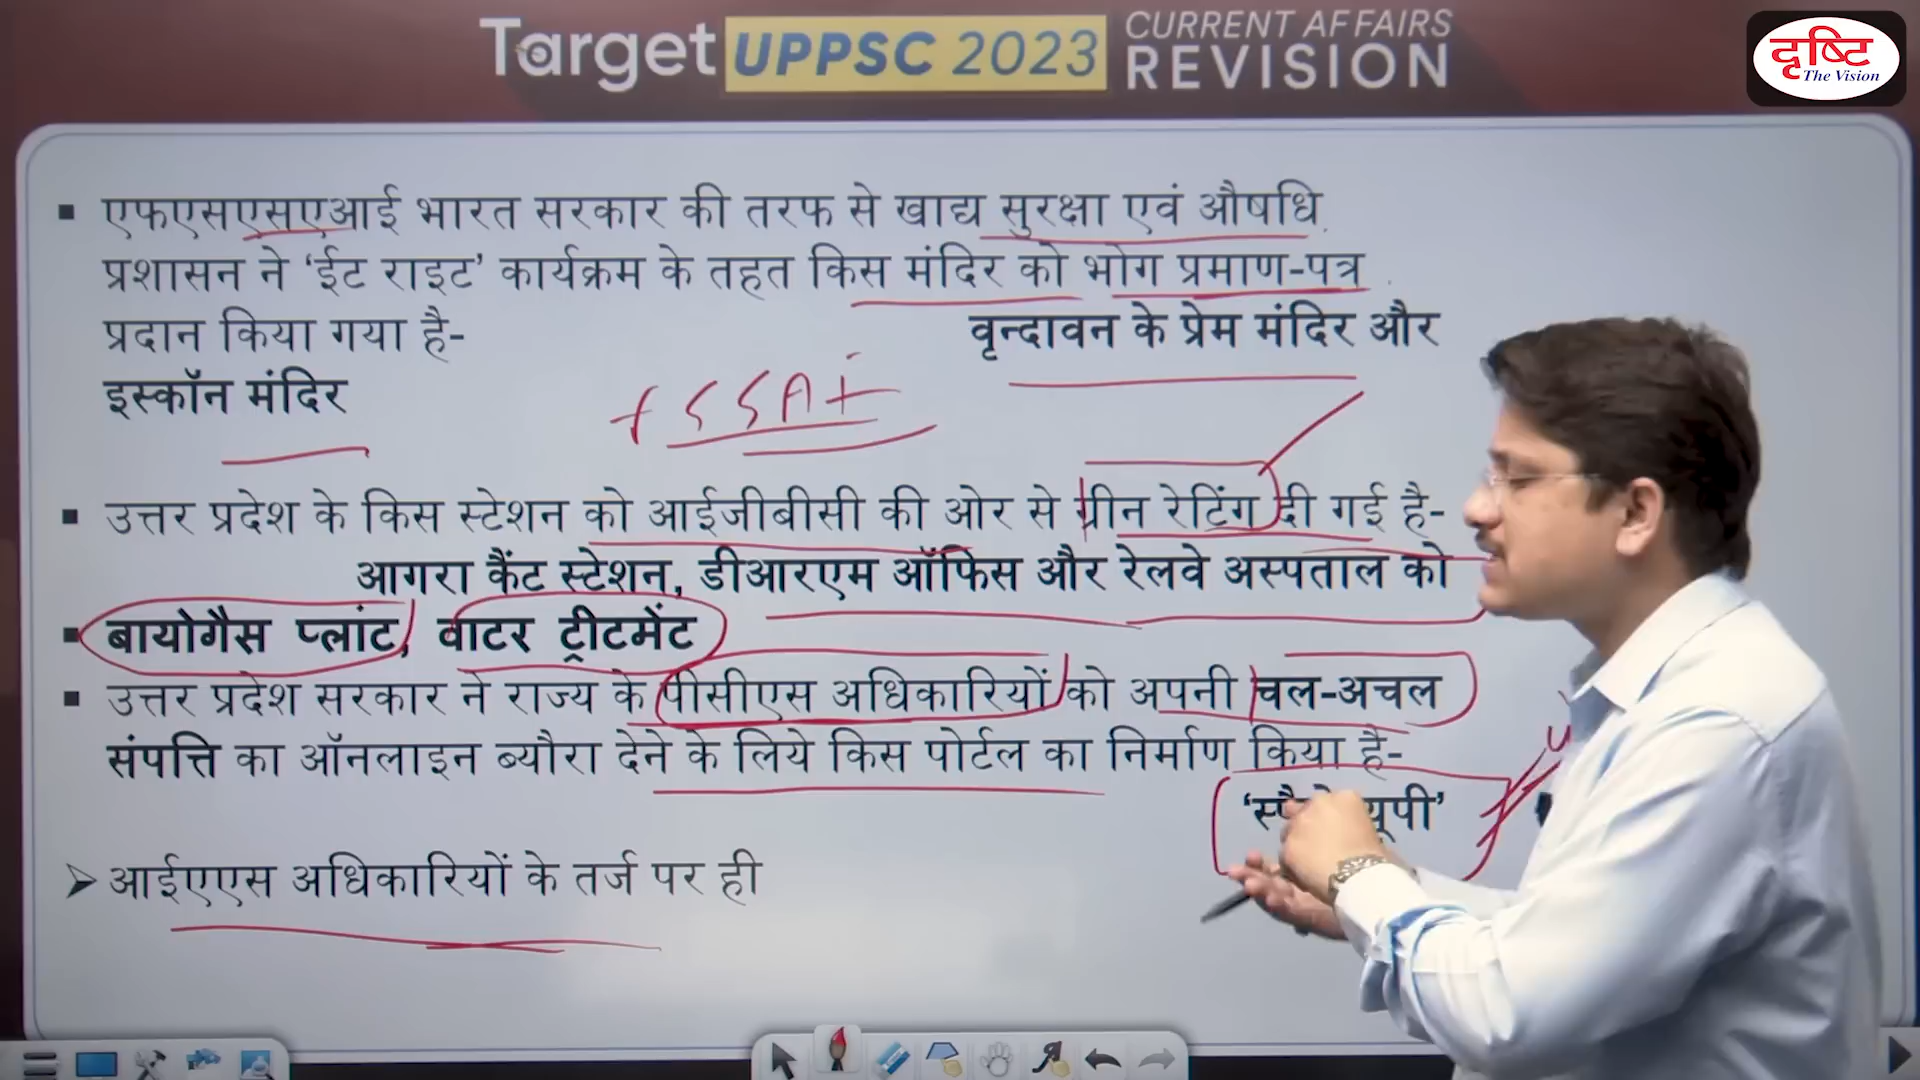 Target UPPSC 2023 CURRENT AFFAIRS REVISION
दृष्टि
The Vision
▪ एफएसएसएआई भारत सरकार की तरफ से खाद्य सुरक्षा एवं औषधि
प्रशासन ने ‘ईट राइट’ कार्यक्रम के तहत किस मंदिर को भोग प्रमाण-पत्र
प्रदान किया गया है- वृन्दावन के प्रेम मंदिर और
इस्कॉन मंदिर
FSSAI
▪ उत्तर प्रदेश के किस स्टेशन को आईजीबीसी की ओर से ग्रीन रेटिंग दी गई है-
आगरा कैंट स्टेशन, डीआरएम ऑफिस और रेलवे अस्पताल को
▪ बायोगैस प्लांट, वाटर ट्रीटमेंट
▪ उत्तर प्रदेश सरकार ने राज्य के पीसीएस अधिकारियों को अपनी चल-अचल
संपत्ति का ऑनलाइन ब्यौरा देने के लिये किस पोर्टल का निर्माण किया है-
यूपी’
➢ आईएएस अधिकारियों के तर्ज पर ही